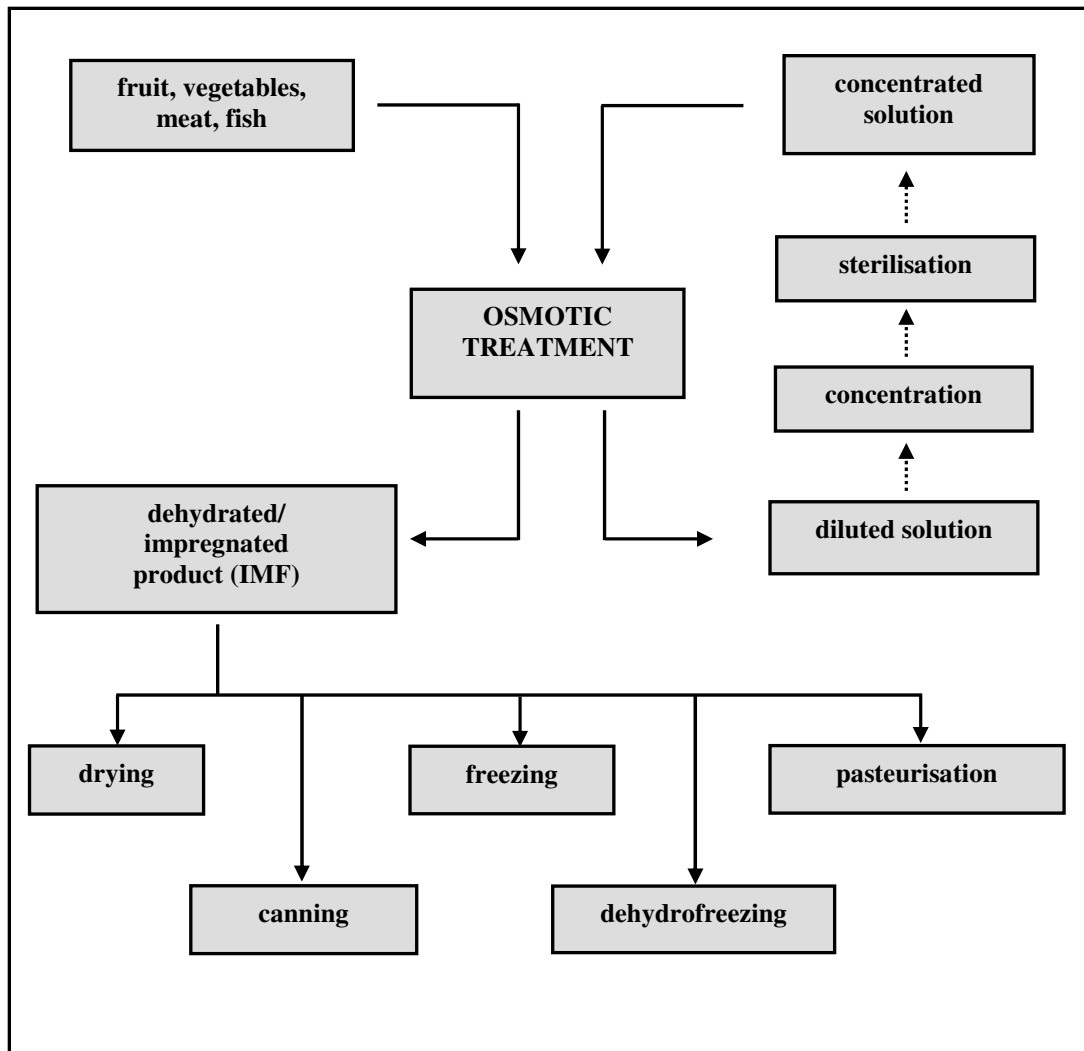 fruit, vegetables,
meat, fish
concentrated
solution
sterilisation
OSMOTIC
TREATMENT
concentration
dehydrated/
impregnated
product (IMF)
diluted solution
drying
freezing
pasteurisation
canning
dehydrofreezing